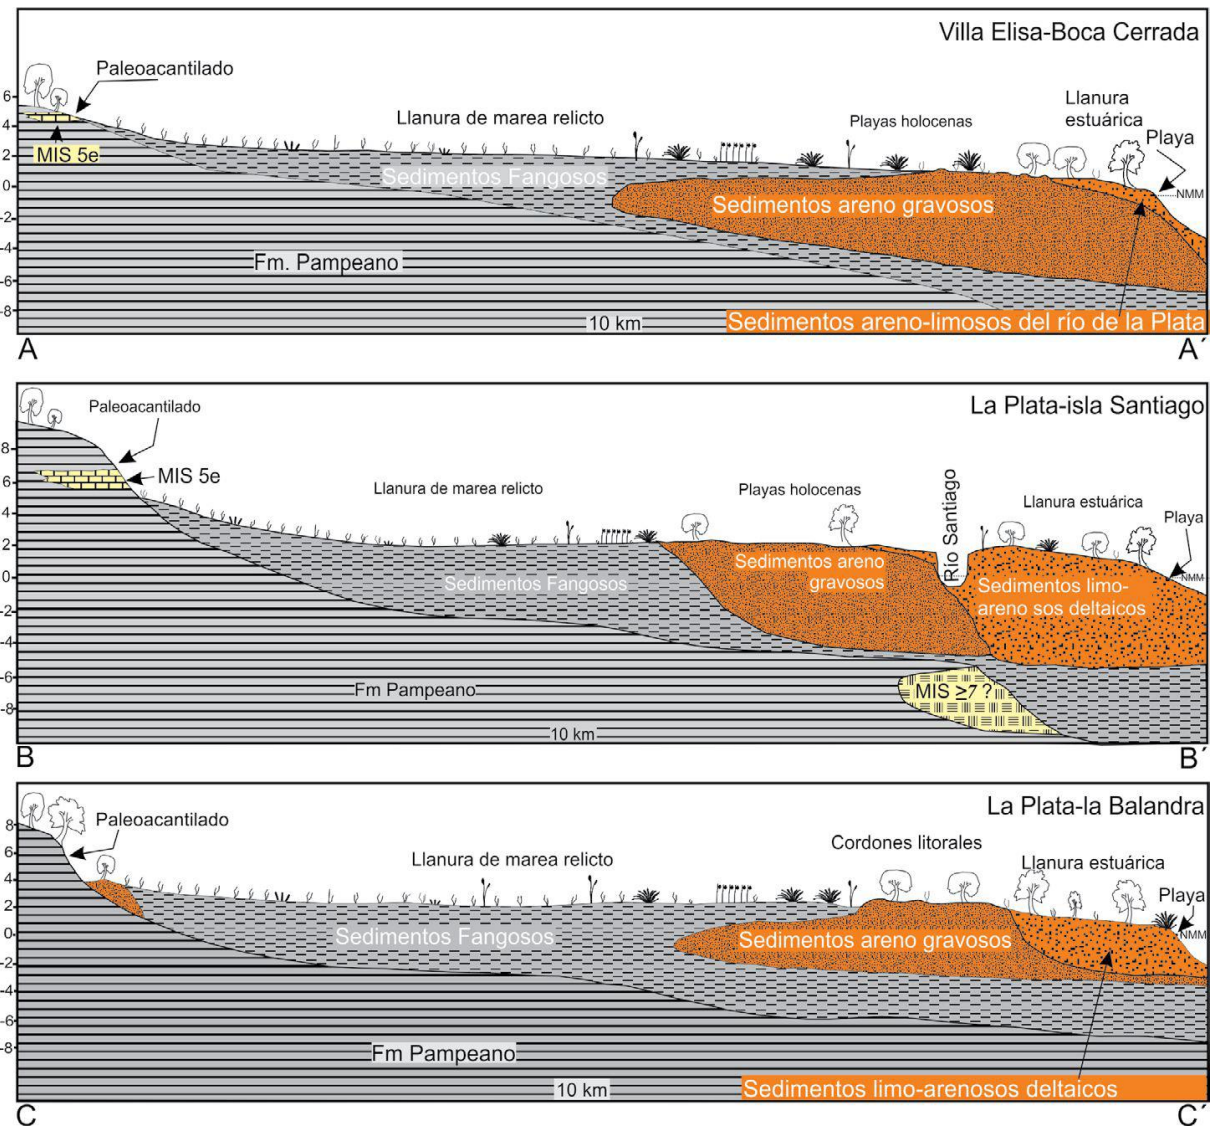 Villa Elisa-Boca Cerrada
Paleoacantilado
MIS 5e
Llanura de marea relicto
Playas holocenas
Llanura
estuárica
Playa
6
4
2
0
-2
-4
-6
-8
NMM
Sedimentos Fangosos
Sedimentos areno gravosos
Fm. Pampeano
10 km
Sedimentos areno-limosos del río de la Plata
A
A´
La Plata-isla Santiago
Paleoacantilado
MIS 5e
Llanura de marea relicto
Playas holocenas
Río Santiago
Llanura estuárica
Playa
8
6
4
2
0
-2
-4
-6
-8
NMM
Sedimentos Fangosos
Sedimentos areno
gravosos
Sedimentos limo-
areno sos deltaicos
Fm Pampeano
MIS ≥7 ?
10 km
B
B´
La Plata-la Balandra
Paleoacantilado
Llanura de marea relicto
Cordones litorales
Llanura estuárica
Playa
8
6
4
2
0
-2
-4
-6
-8
NMM
Sedimentos Fangosos
Sedimentos areno gravosos
Fm Pampeano
10 km
Sedimentos limo-arenosos deltaicos
C
C´